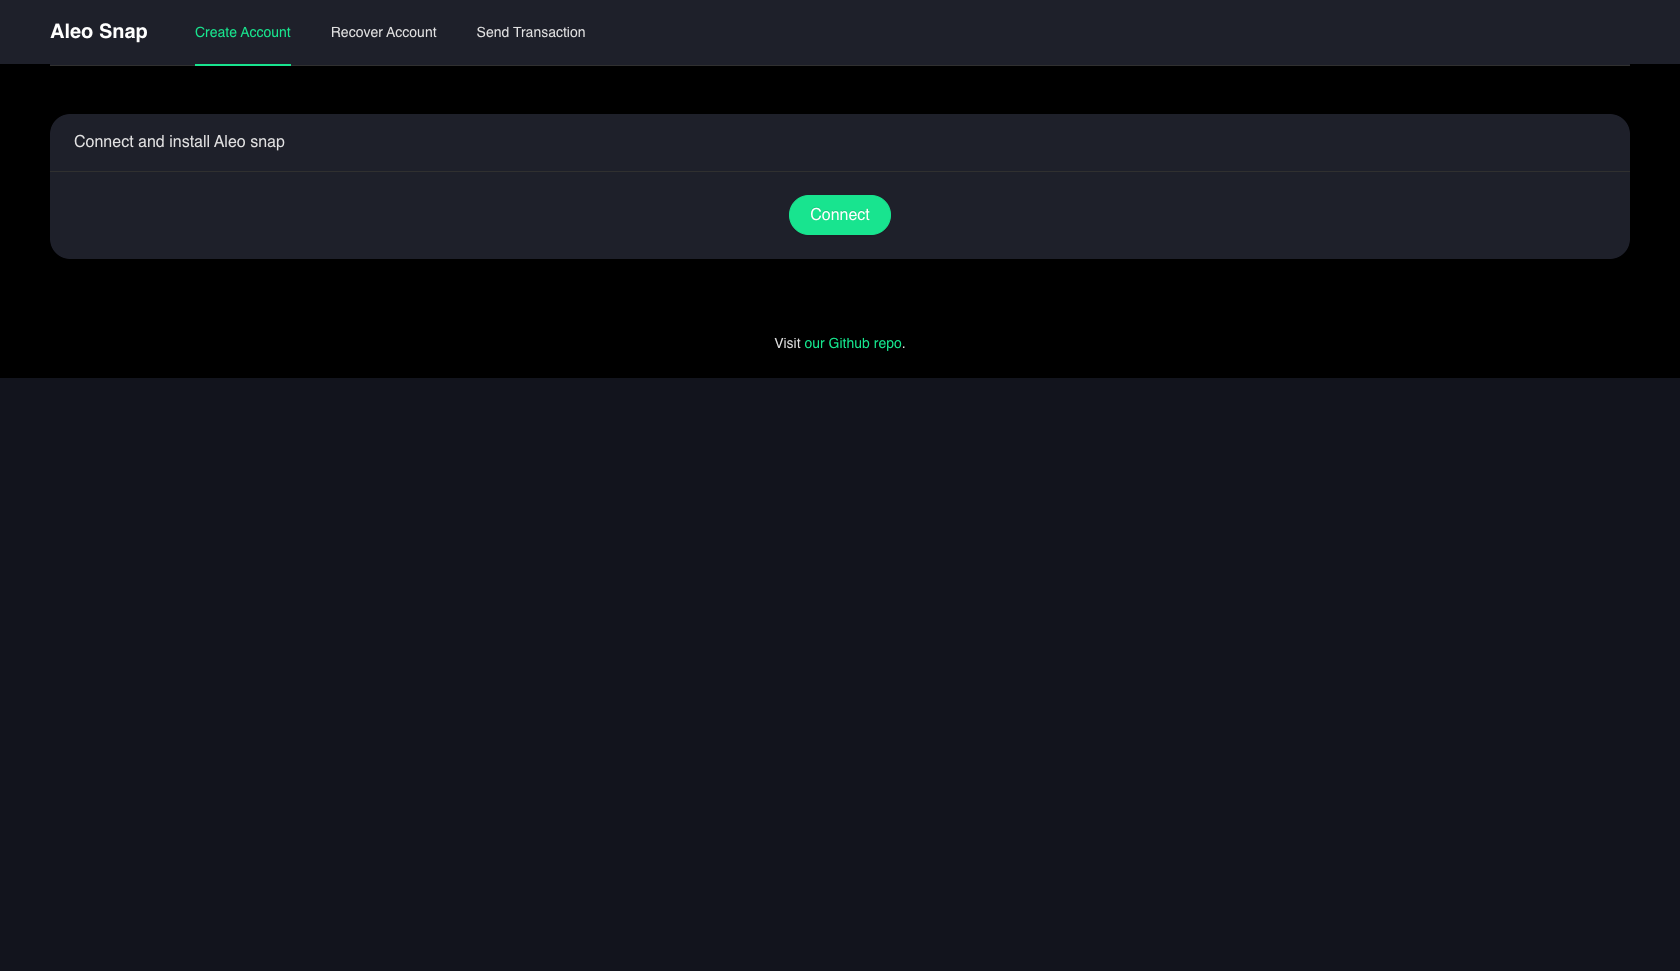 Aleo Snap Create Account Recover Account Send Transaction
Connect and install Aleo snap
Connect
Visit our Github repo.